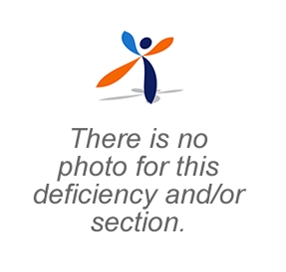 There is no
photo for this
deficiency and/or
section.